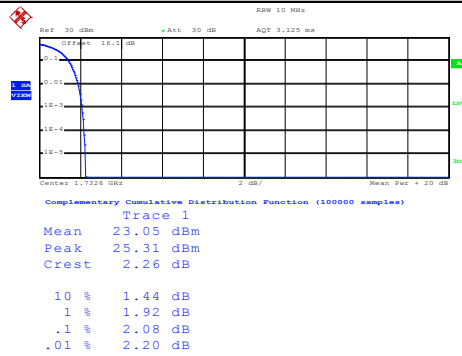 RBW 10 MHz
Ref 30 dBm Att 30 dB AQT 3.125 ms
Offset 16.1 dB
0.1
0.01
1E-3
1E-4
1E-5
A
1 SA
VIEW
LVL
3DB
Center 1.7326 GHz 2 dB/ Mean Pwr + 20 dB
Complementary Cumulative Distribution Function (100000 samples)
Trace 1
Mean 23.05 dBm
Peak 25.31 dBm
Crest 2.26 dB
10 % 1.44 dB
1 % 1.92 dB
.1 % 2.08 dB
.01 % 2.20 dB